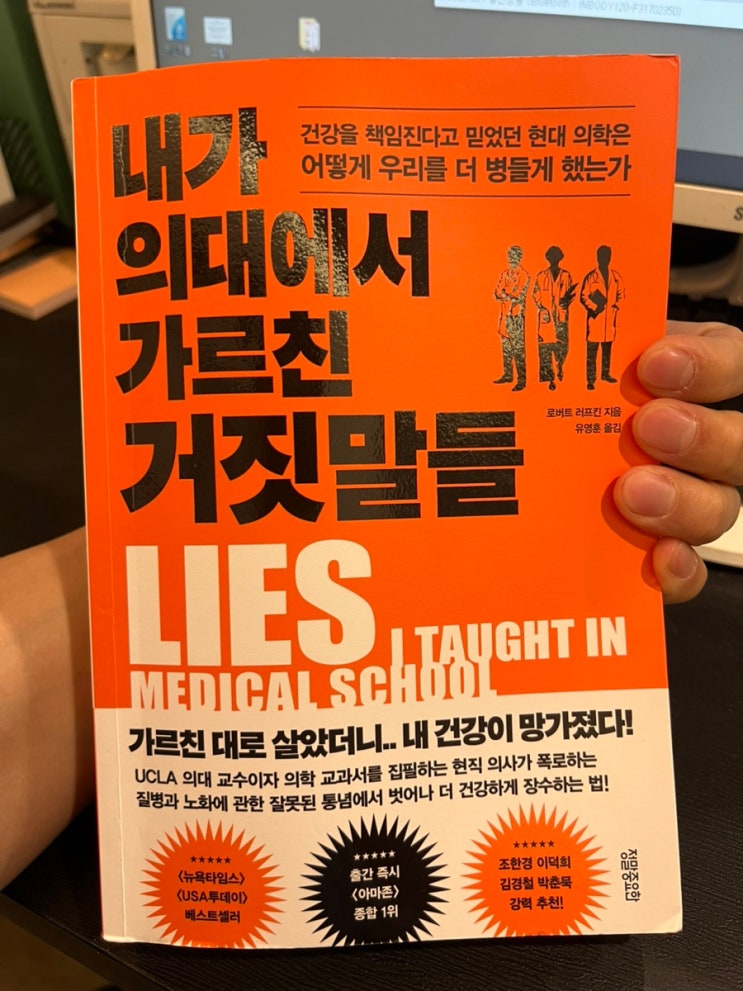 내가
의대에서
가르친
거짓말들
건강을 책임진다고 믿었던 현대 의학은
어떻게 우리를 더 병들게 했는가
로버트 러프킨 지음
유영훈 옮김
LIES I TAUGHT IN
MEDICAL SCHOOL
가르친 대로 살았더니.. 내 건강이 망가졌다!
UCLA 의대 교수이자 의학 교과서를 집필하는 현직 의사가 폭로하는
질병과 노화에 관한 잘못된 통념에서 벗어나 더 건강하게 장수하는 법!
★★★★★
〈뉴욕타임스〉
〈USA투데이〉
베스트셀러
★★★★★
출간 즉시
〈아마존〉
종합 1위
★★★★★
조한경 이덕희
김경철 박춘묵
강력 추천!
정말중요한